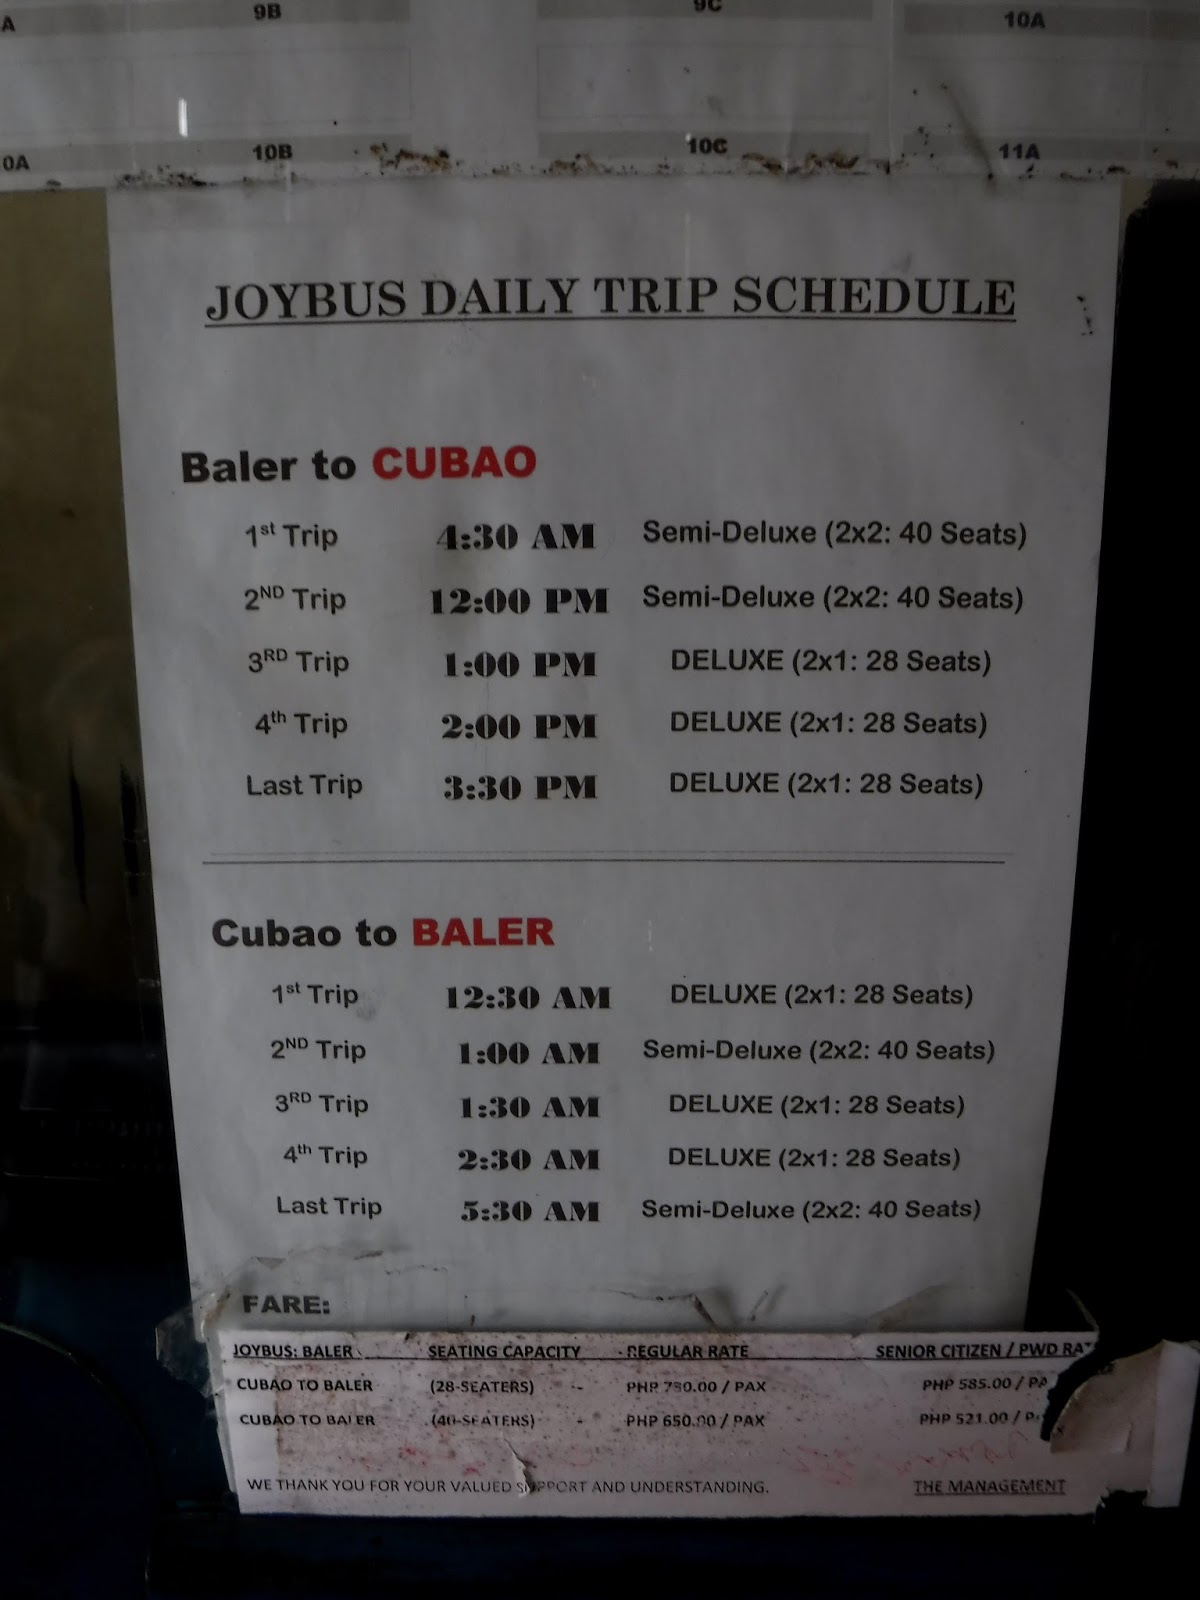 9B 9C 10A
0A 10B 10C 11A
JOYBUS DAILY TRIP SCHEDULE
Baler to CUBAO
1st Trip 4:30 AM Semi-Deluxe (2x2: 40 Seats)
2ND Trip 12:00 PM Semi-Deluxe (2x2: 40 Seats)
3RD Trip 1:00 PM DELUXE (2x1: 28 Seats)
4th Trip 2:00 PM DELUXE (2x1: 28 Seats)
Last Trip 3:30 PM DELUXE (2x1: 28 Seats)
Cubao to BALER
1st Trip 12:30 AM DELUXE (2x1: 28 Seats)
2ND Trip 1:00 AM Semi-Deluxe (2x2: 40 Seats)
3RD Trip 1:30 AM DELUXE (2x1: 28 Seats)
4th Trip 2:30 AM DELUXE (2x1: 28 Seats)
Last Trip 5:30 AM Semi-Deluxe (2x2: 40 Seats)
FARE:
JOYBUS: BALER SEATING CAPACITY - REGULAR RATE SENIOR CITIZEN / PWD RAT
CUBAO TO BALER (28-SEATERS) -- PHP / PAX PHP 585.00 / PA
CUBAO TO BALER (40-SEATERS) - PHP 650.00 / PAX PHP 521.00 / P
WE THANK YOU FOR YOUR VALUED SUPPORT AND UNDERSTANDING. THE MANAGEMENT